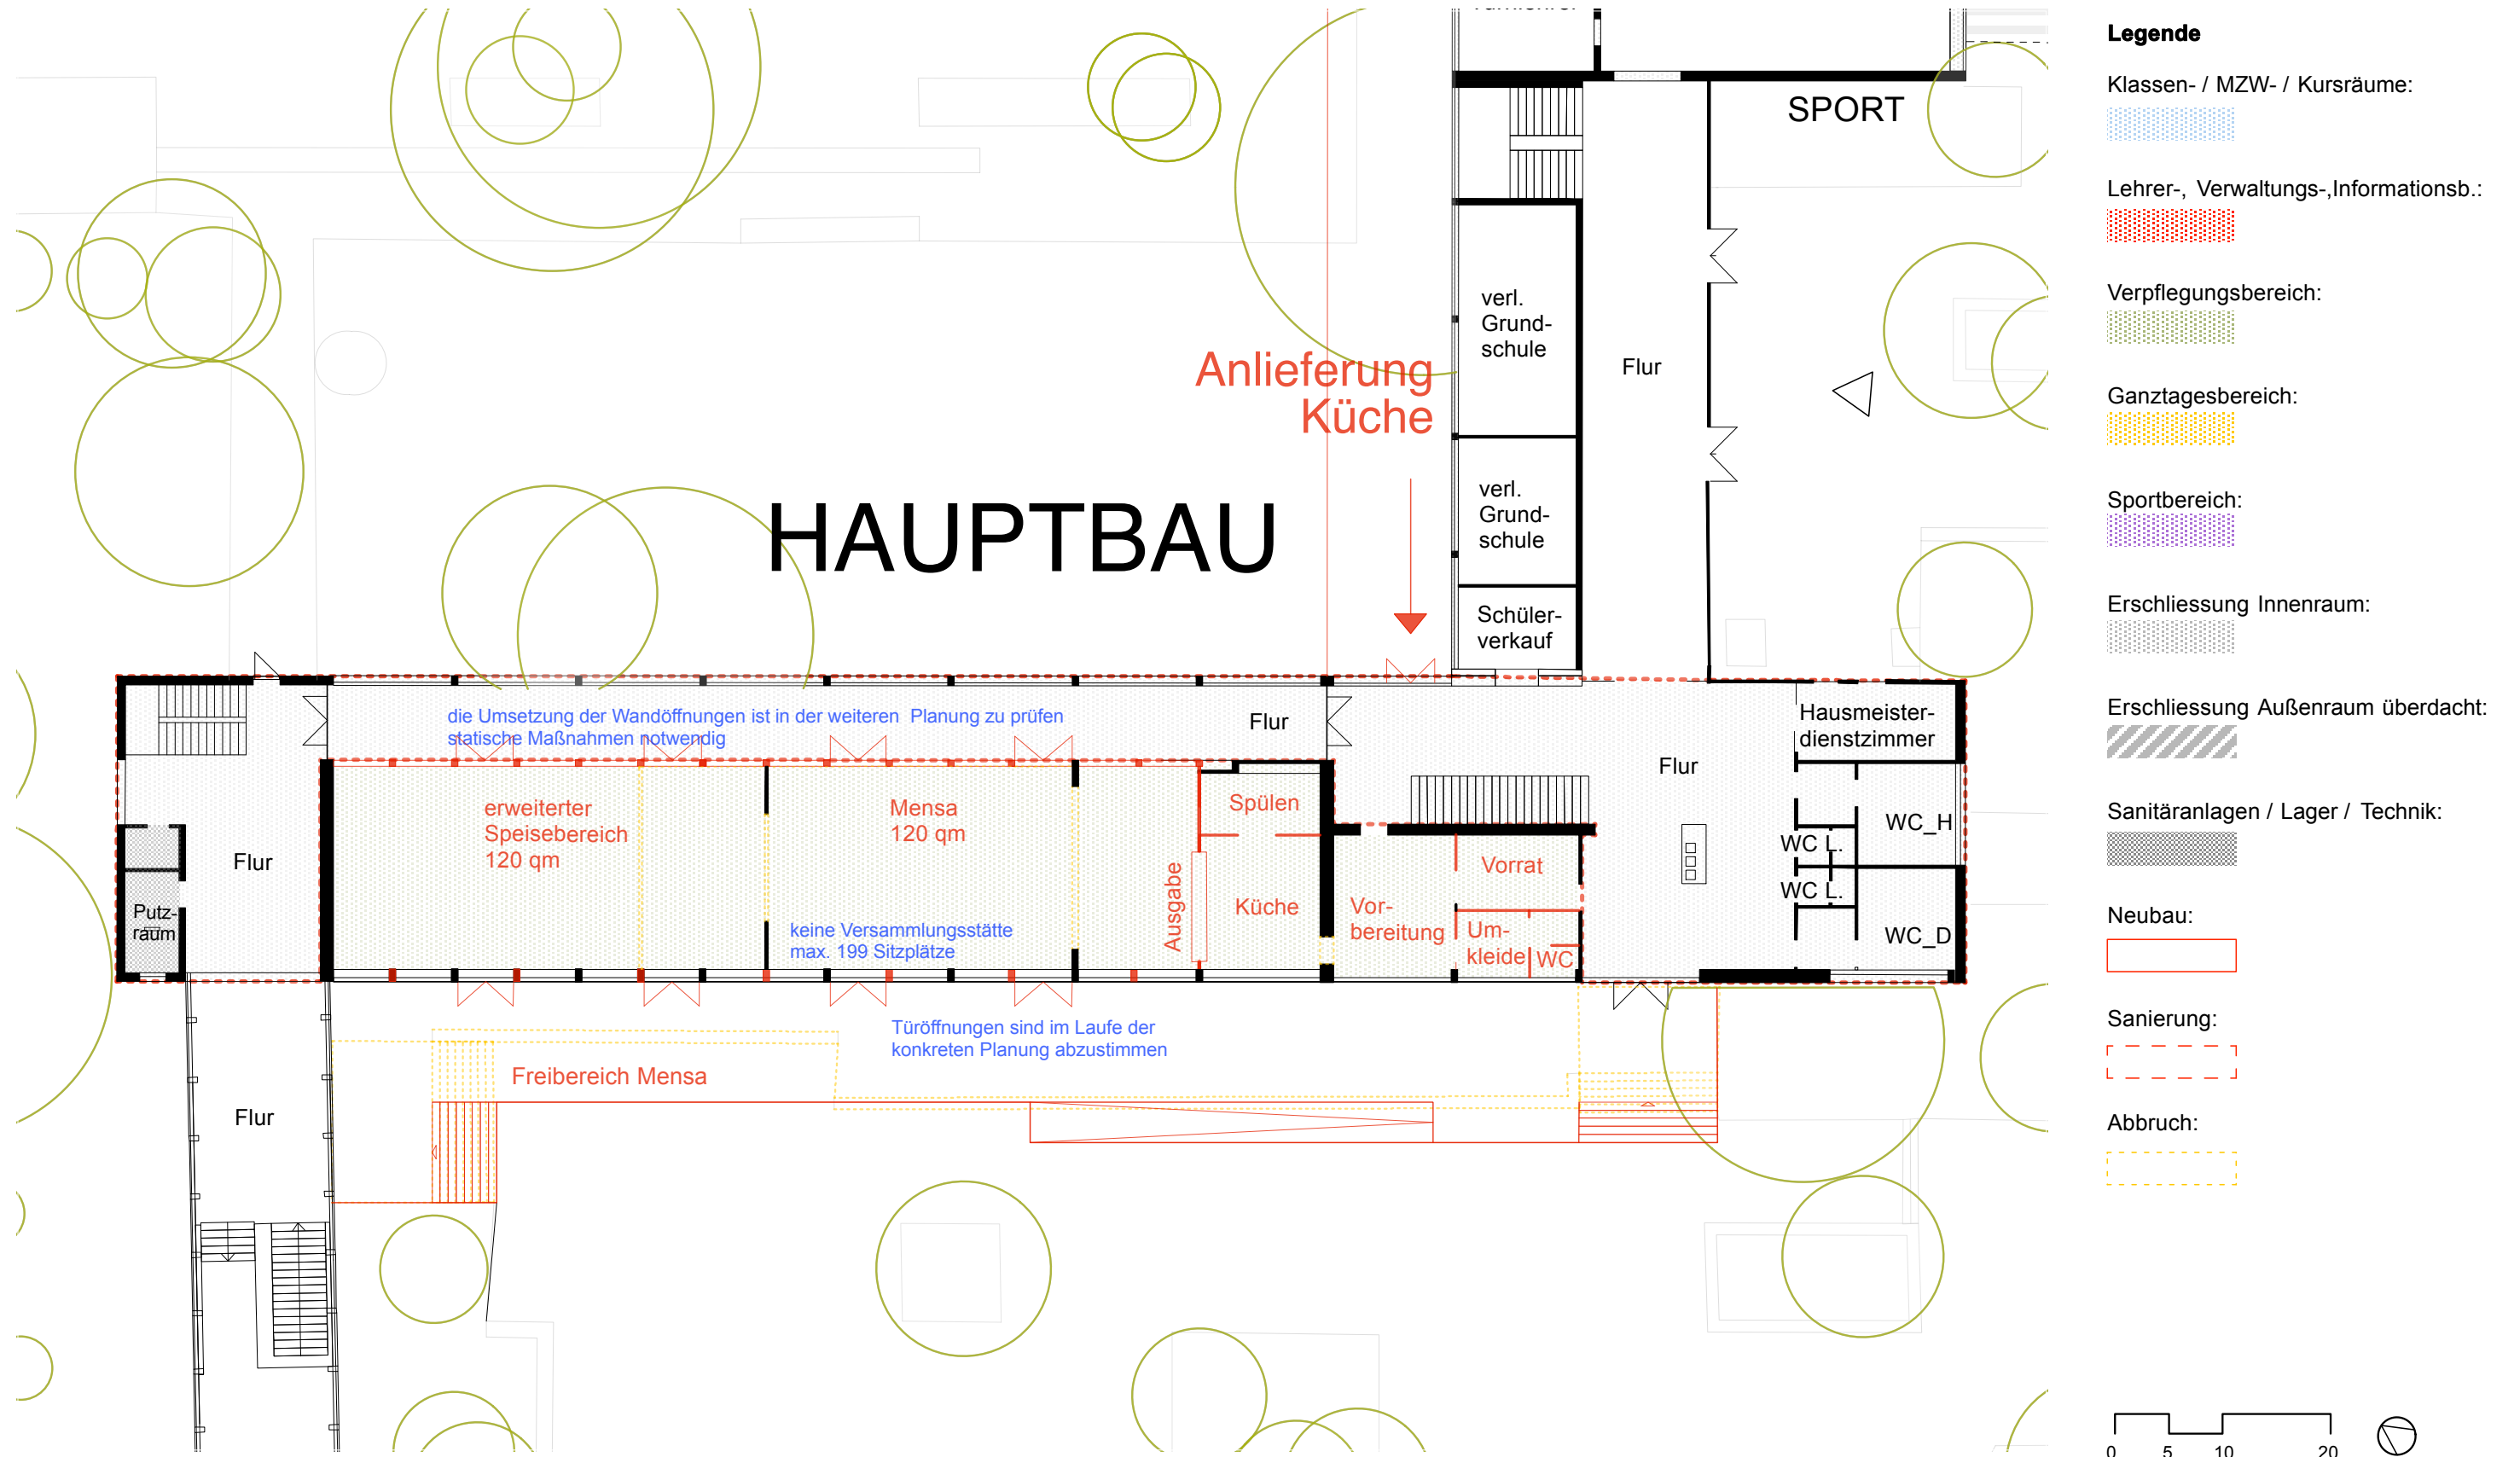 SPORT
verl.
Grund-
schule
Flur
Anlieferung
Küche
verl.
Grund-
schule
HAUPTBAU
Schüler-
verkauf
die Umsetzung der Wandöffnungen ist in der weiteren Planung zu prüfen
statische Maßnahmen notwendig
Flur
Hausmeister-
dienstzimmer
Flur
erweiterter
Speisebereich
120 qm
Mensa
120 qm
Spülen
WC_H
WC L.
Flur
Vorrat
WC L.
Putz-
raum
Ausgabe
Küche
Vor-
bereitung
keine Versammlungsstätte
max. 199 Sitzplätze
Um-
kleide
WC
WC_D
Türöffnungen sind im Laufe der
konkreten Planung abzustimmen
Freibereich Mensa
Flur
Legende
Klassen- / MZW- / Kursräume:
Lehrer-, Verwaltungs-,Informationsb.:
Verpflegungsbereich:
Ganztagesbereich:
Sportbereich:
Erschliessung Innenraum:
Erschliessung Außenraum überdacht:
Sanitäranlagen / Lager / Technik:
Neubau:
Sanierung:
Abbruch:
0 5 10 20